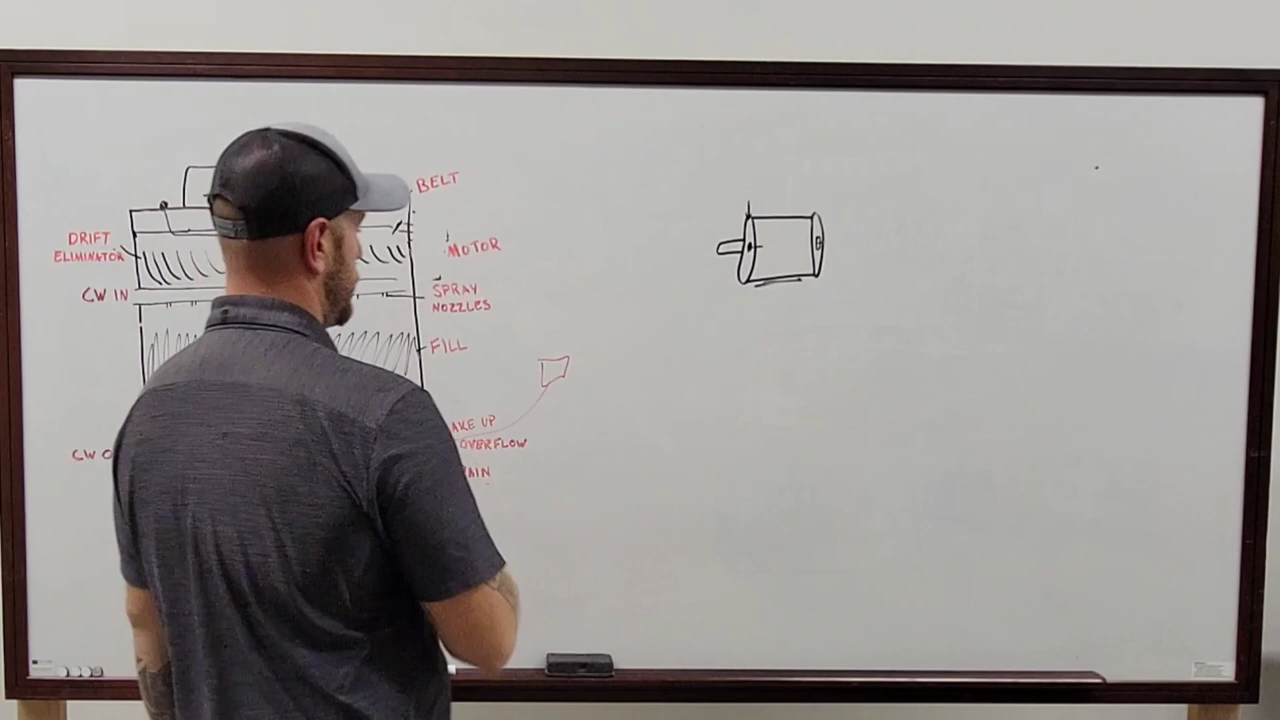 BELT
DRIFT
ELIMINATOR
MOTOR
CW IN
SPRAY
NOZZLES
FILL
AKE UP
OVERFLOW
CW O
AIN